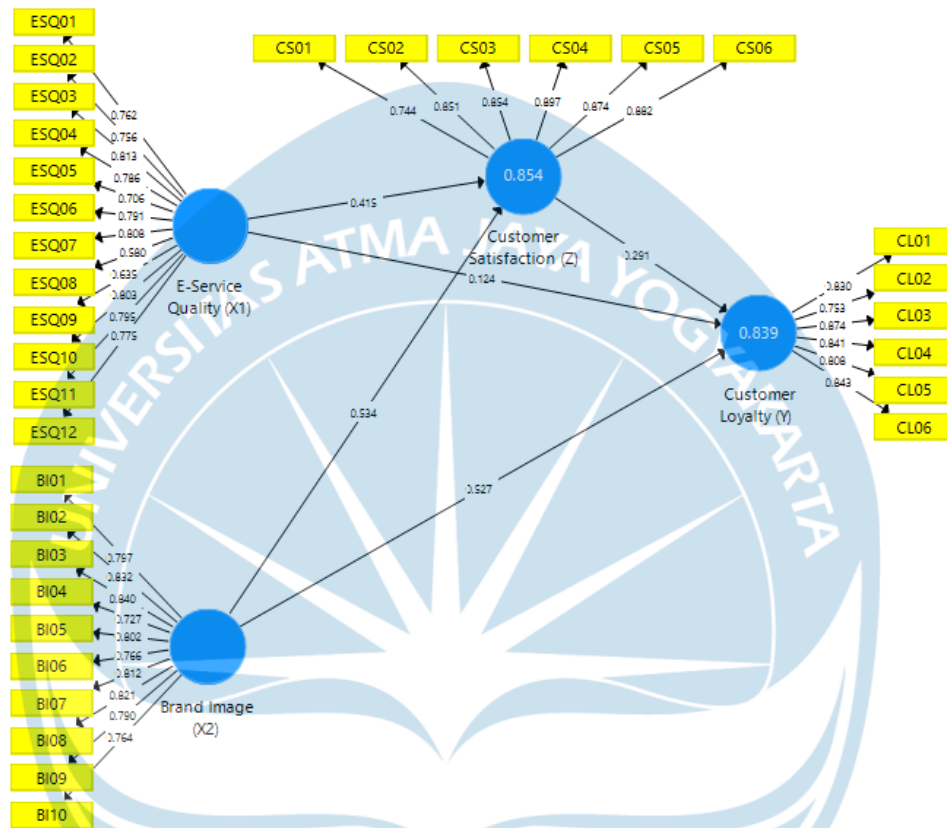 ESQ01
ESQ02
ESQ03
ESQ04
ESQ05
ESQ06
ESQ07
ESQ08
ESQ09
ESQ10
ESQ11
ESQ12
0.762
0.756
0.813
0.786
0.706
0.791
0.808
0.580
0.635
0.803
0.795
0.775
E-Service
Quality (X1)
CS01 CS02 CS03 CS04 CS05 CS06
0.744 0.851 0.854 0.897 0.874 0.882
0.854
Customer
Satisfaction (Z)
0.415
0.291
0.124
0.534
0.527
0.839
Customer
Loyalty (Y)
0.830
0.753
0.874
0.841
0.808
0.843
CL01
CL02
CL03
CL04
CL05
CL06
BI01
BI02
BI03
BI04
BI05
BI06
BI07
BI08
BI09
BI10
0.797
0.832
0.840
0.727
0.802
0.766
0.812
0.821
0.790
0.764
Brand Image
(X2)
UNIVERSITAS ATMA JAYA YOGYAKARTA